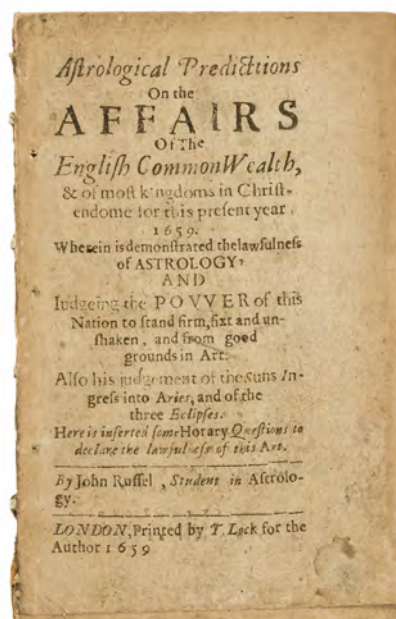 Aſtrological Predictions
On the
AFFAIRS
Of The
Engliſh CommonWealth,
& of moſt kingdoms in Chriſt-
endome for this preſent year
1659.
Wherein is demonſtrated the lawfulneſs
of ASTROLOGY,
AND
Iudgeing the POVVER of this
Nation to ſtand firm, fixt and un-
ſhaken, and from good
grounds in Art.
Alſo his judgement of the Suns In-
greſs into Aries, and of the
three Eclipſes.
Here is inſerted ſome Horary Queſtions to
declare the lawfulneſs of this Art.
By John Ruſſel, Student in Aſtrolo-
gy.
LONDON, Printed by T. Lock for the
Author 1659